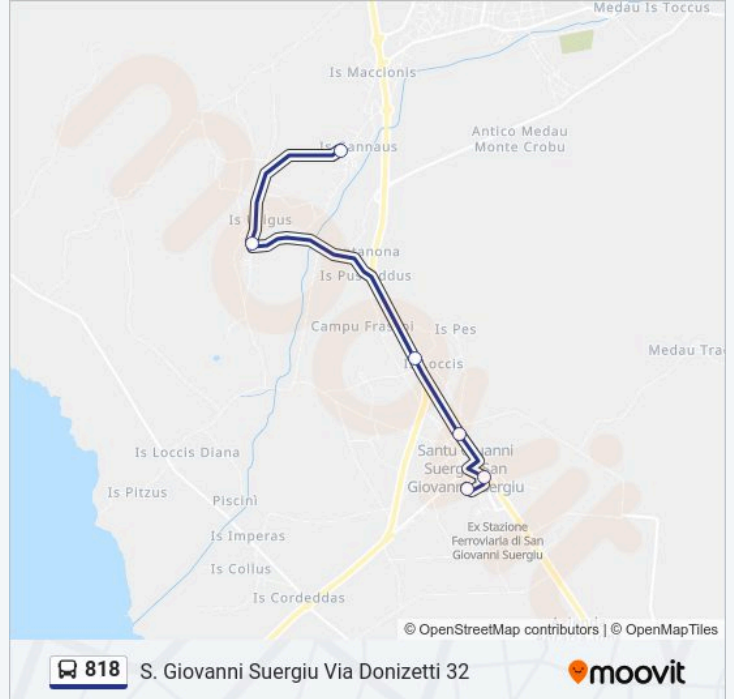 Medau Is Toccus
Is Maccionis
Antico Medau
Monte Crobu
Is Pes
Medau Tra
Is Loccis Diana
Santu
Is Pitzus
Piscinì
Is Imperas
Ex Stazione
Ferroviaria di San
Giovanni Suergiu
Is Collus
Is Cordeddas
© OpenStreetMap contributors | © OpenMapTiles
818 S. Giovanni Suergiu Via Donizetti 32
moovit